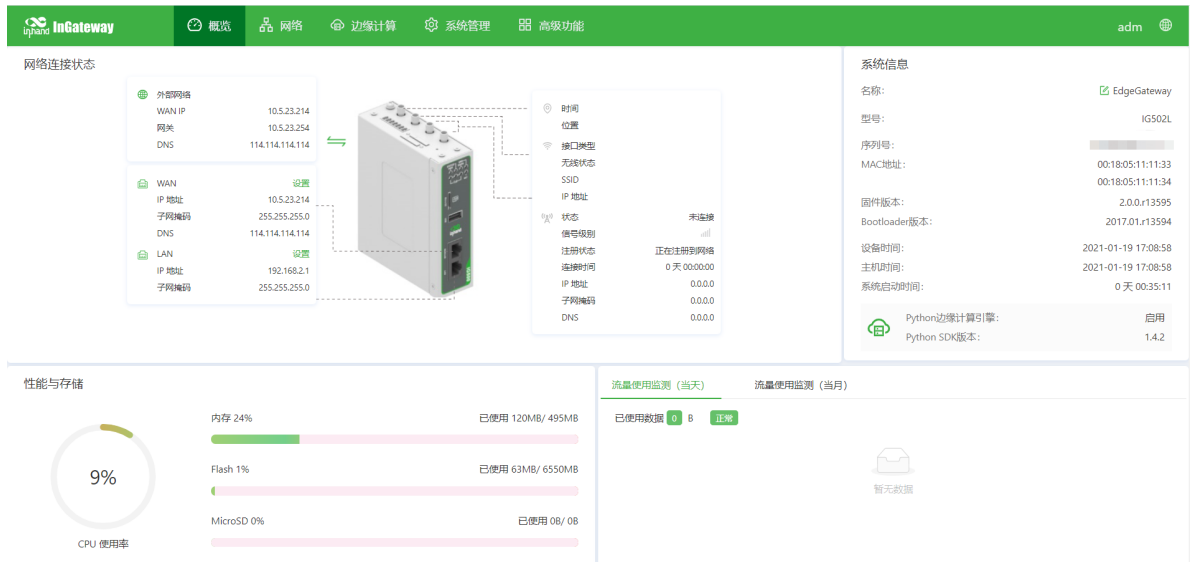 inhand InGateway 概览 网络 边缘计算 系统管理 高级功能 adm
网络连接状态
外部网络
WAN IP 10.5.23.214
网关 10.5.23.254
DNS 114.114.114.114
WAN 设置
IP 地址 10.5.23.214
子网掩码 255.255.255.0
DNS 114.114.114.114
LAN 设置
IP 地址 192.168.2.1
子网掩码 255.255.255.0
时间
位置
接口类型
无线状态
SSID
IP 地址
状态 未连接
信号级别
注册状态 正在注册到网络
连接时间 0 天 00:00:00
IP 地址 0.0.0.0
子网掩码 0.0.0.0
DNS 0.0.0.0
系统信息
名称: EdgeGateway
型号: IG502L
序列号:
MAC地址: 00:18:05:11:11:33
00:18:05:11:11:34
固件版本: 2.0.0.r13595
Bootloader版本: 2017.01.r13594
设备时间: 2021-01-19 17:08:58
主机时间: 2021-01-19 17:08:58
系统启动时间: 0 天 00:35:11
Python边缘计算引擎: 启用
Python SDK版本: 1.4.2
性能与存储
9%
CPU 使用率
内存 24% 已使用 120MB/ 495MB
Flash 1% 已使用 63MB/ 6550MB
MicroSD 0% 已使用 0B/ 0B
流量使用监测（当天） 流量使用监测（当月）
已使用数据 0 B 正常
暂无数据